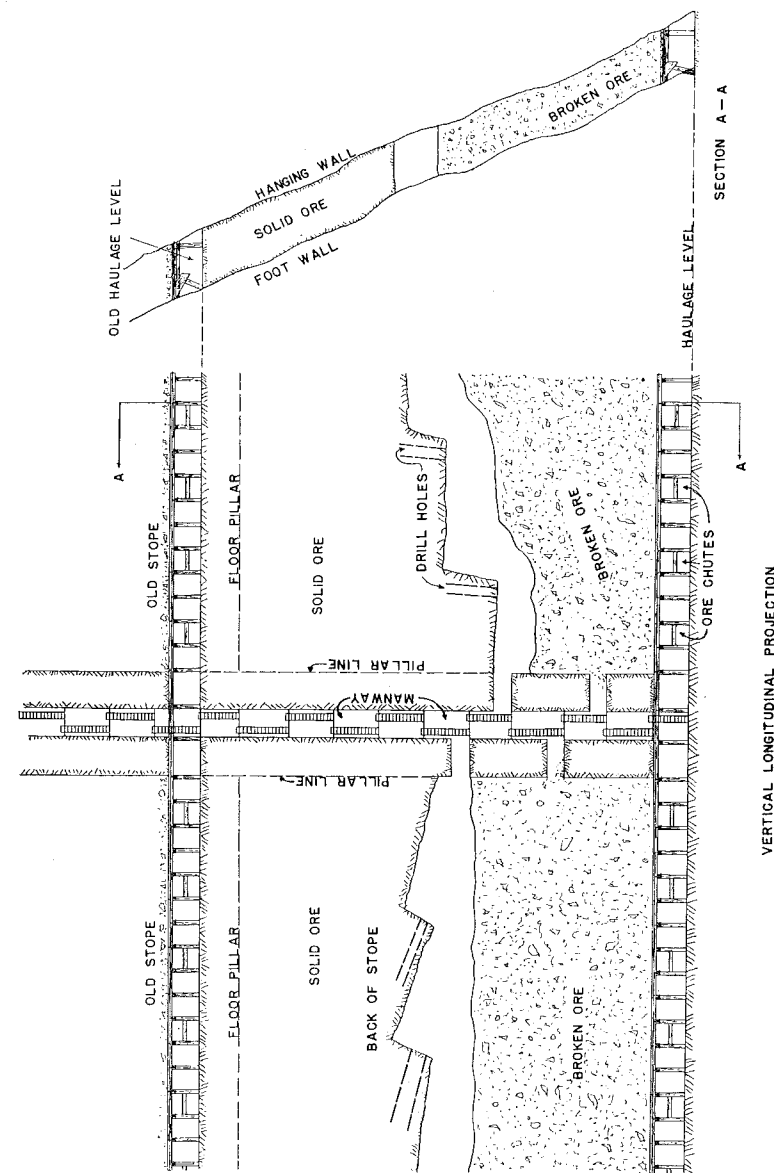 OLD STOPE
OLD STOPE
A
OLD HAULAGE LEVEL
FLOOR PILLAR
FLOOR PILLAR
SOLID ORE
PILLAR LINE
MANWAY
PILLAR LINE
SOLID ORE
BACK OF STOPE
DRILL HOLES
HANGING WALL
SOLID ORE
FOOT WALL
BROKEN ORE
BROKEN ORE
BROKEN ORE
ORE CHUTES
A
HAULAGE LEVEL
SECTION A-A
VERTICAL LONGITUDINAL PROJECTION